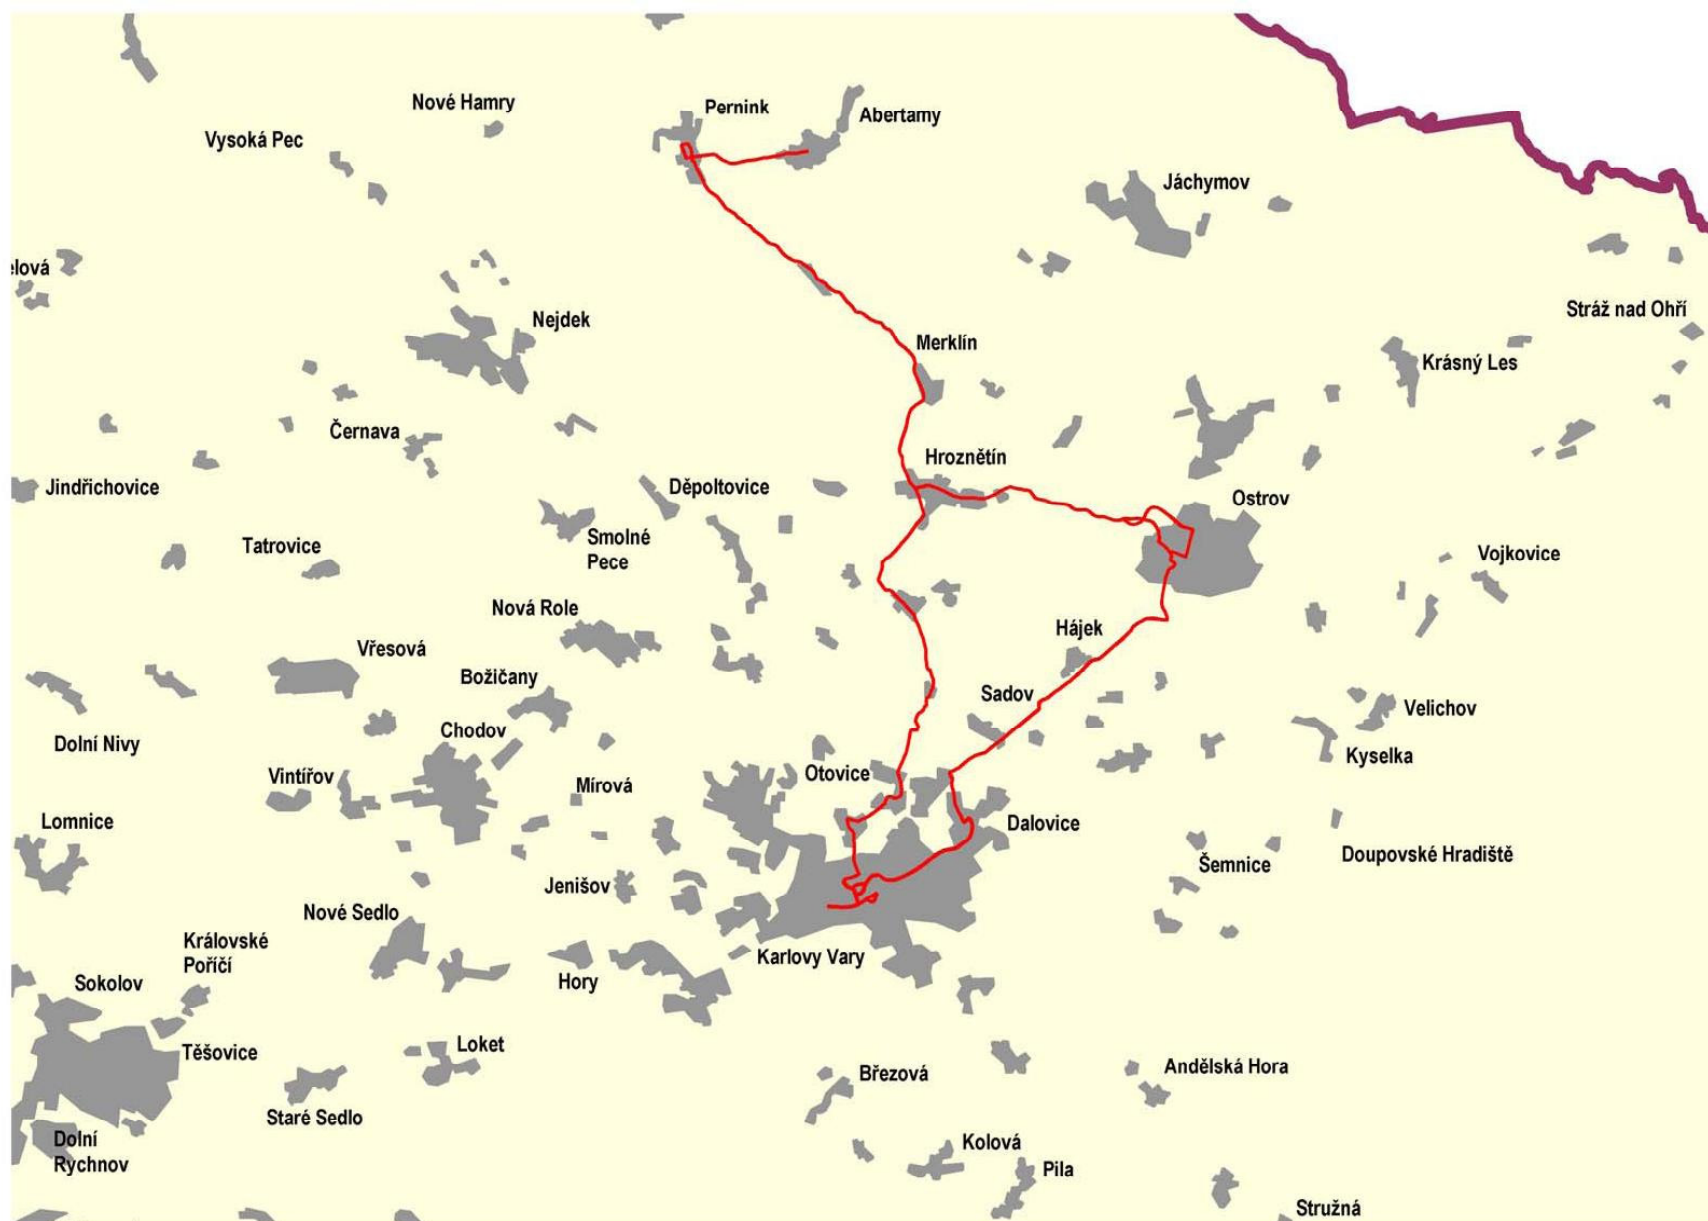 Nové Hamry
Pernink
Abertamy
Vysoká Pec
Jáchymov
elová
Stráž nad Ohří
Nejdek
Merklín
Krásný Les
Černava
Hroznětín
Jindřichovice
Děpoltovice
Ostrov
Smolné
Pece
Tatrovice
Vojkovice
Nová Role
Hájek
Vřesová
Božičany
Sadov
Velichov
Dolní Nivy
Chodov
Kyselka
Vintířov
Mírová
Otovice
Lomnice
Dalovice
Doupovské Hradiště
Šemnice
Jenišov
Nové Sedlo
Královské
Poříčí
Karlovy Vary
Sokolov
Hory
Těšovice
Loket
Březová
Andělská Hora
Staré Sedlo
Dolní
Rychnov
Kolová
Pila
Stružná